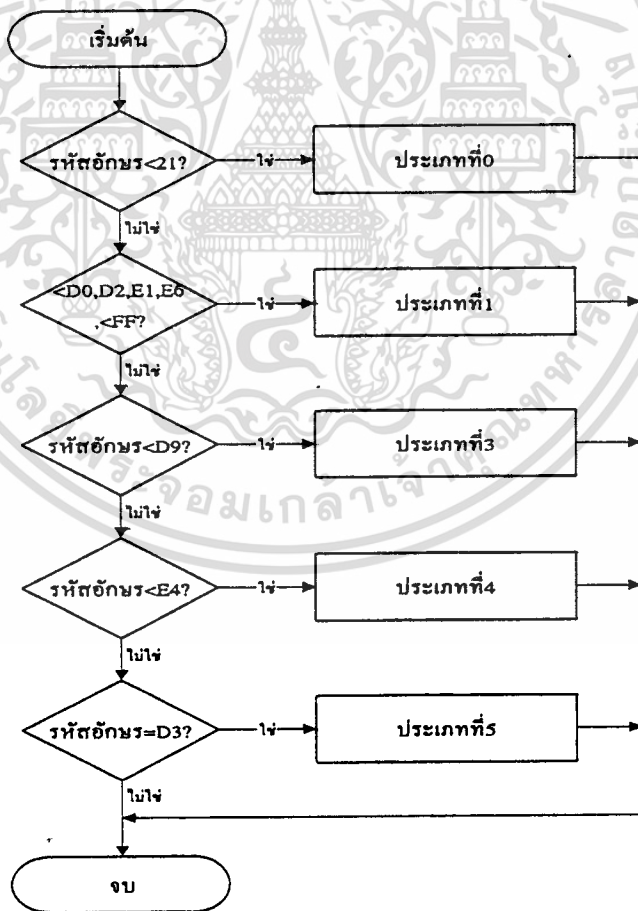 เริ่มต้น
รหัสอักษร<21?
ใช่
ประเภทที่0
ไม่ใช่
<D0,D2,E1,E6
,<FF?
ใช่
ประเภทที่1
ไม่ใช่
รหัสอักษร<D9?
ใช่
ประเภทที่3
ไม่ใช่
รหัสอักษร<E4?
ใช่
ประเภทที่4
ไม่ใช่
รหัสอักษร=D3?
ใช่
ประเภทที่5
ไม่ใช่
จบ